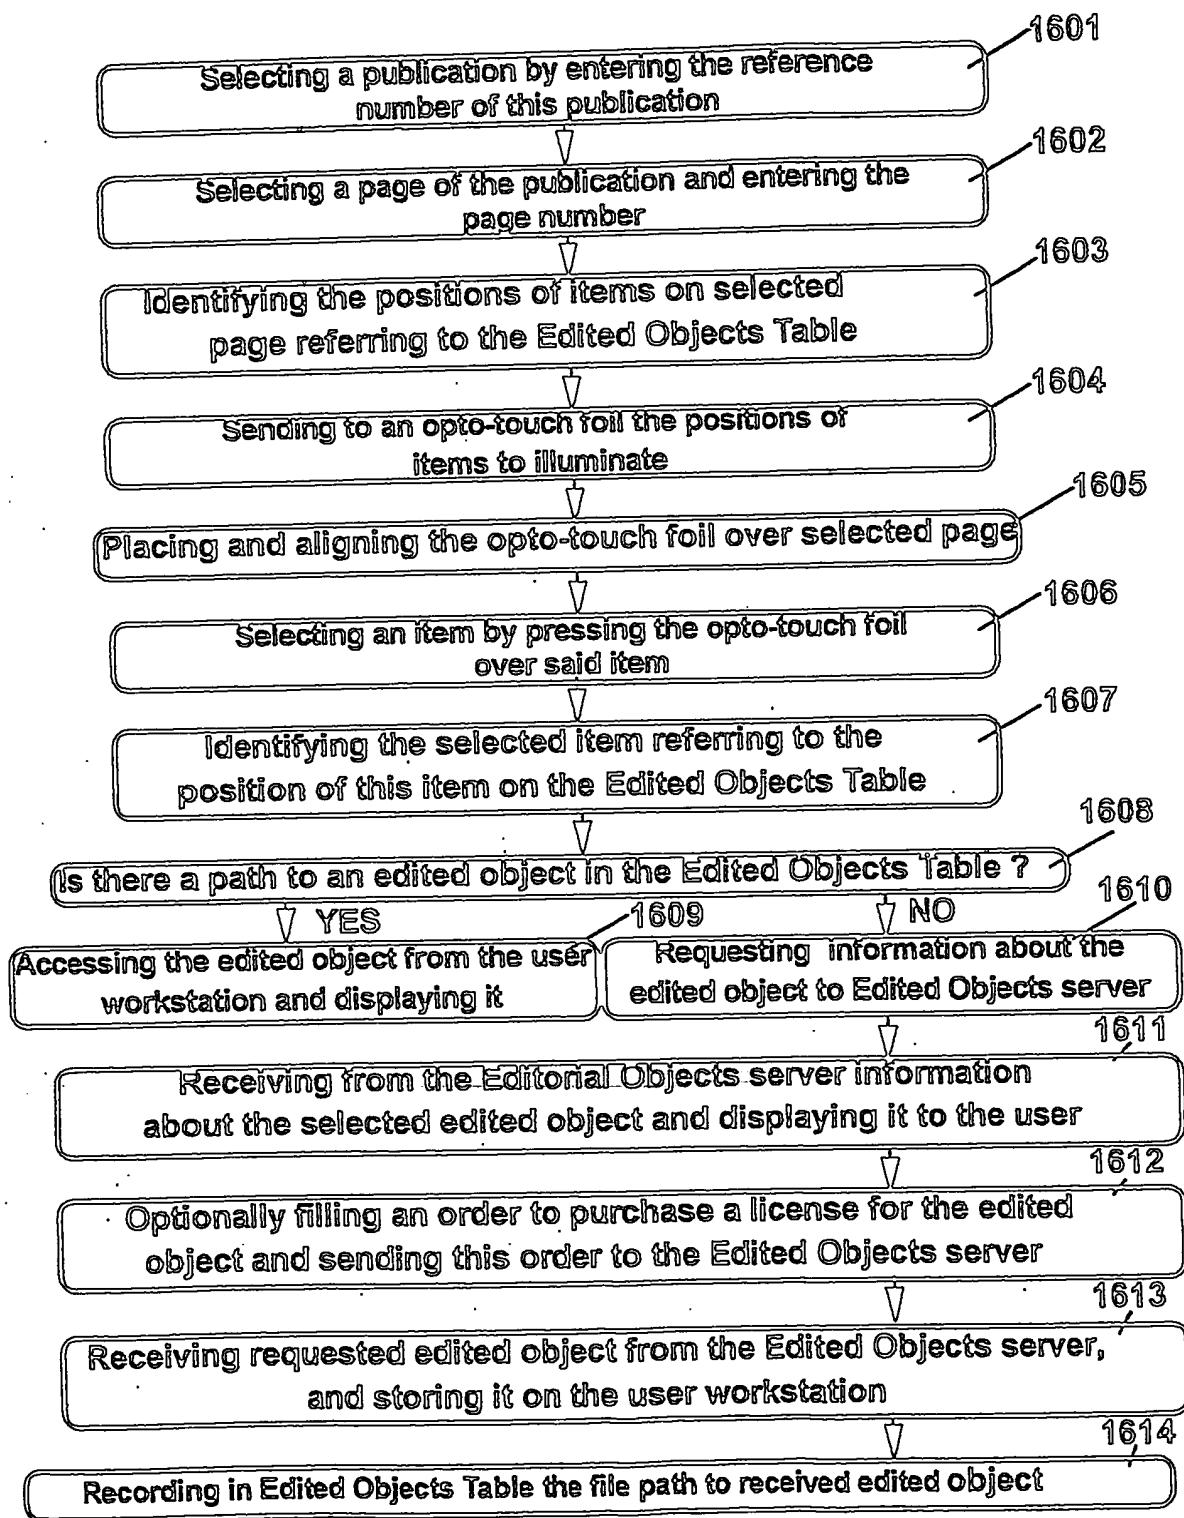 1601
Selecting a publication by entering the reference
number of this publication
1602
Selecting a page of the publication and entering the
page number
1603
Identifying the positions of items on selected
page referring to the Edited Objects Table
1604
Sending to an opto-touch foil the positions of
items to illuminate
1605
Placing and aligning the opto-touch foil over selected page
1606
Selecting an item by pressing the opto-touch foil
over said item
1607
Identifying the selected item referring to the
position of this item on the Edited Objects Table
1608
Is there a path to an edited object in the Edited Objects Table ?
YES
1609
NO
1610
Accessing the edited object from the user
workstation and displaying it
Requesting information about the
edited object to Edited Objects server
1611
Receiving from the Editorial Objects server information
about the selected edited object and displaying it to the user
1612
Optionally filling an order to purchase a license for the edited
object and sending this order to the Edited Objects server
1613
Receiving requested edited object from the Edited Objects server,
and storing it on the user workstation
1614
Recording in Edited Objects Table the file path to received edited object